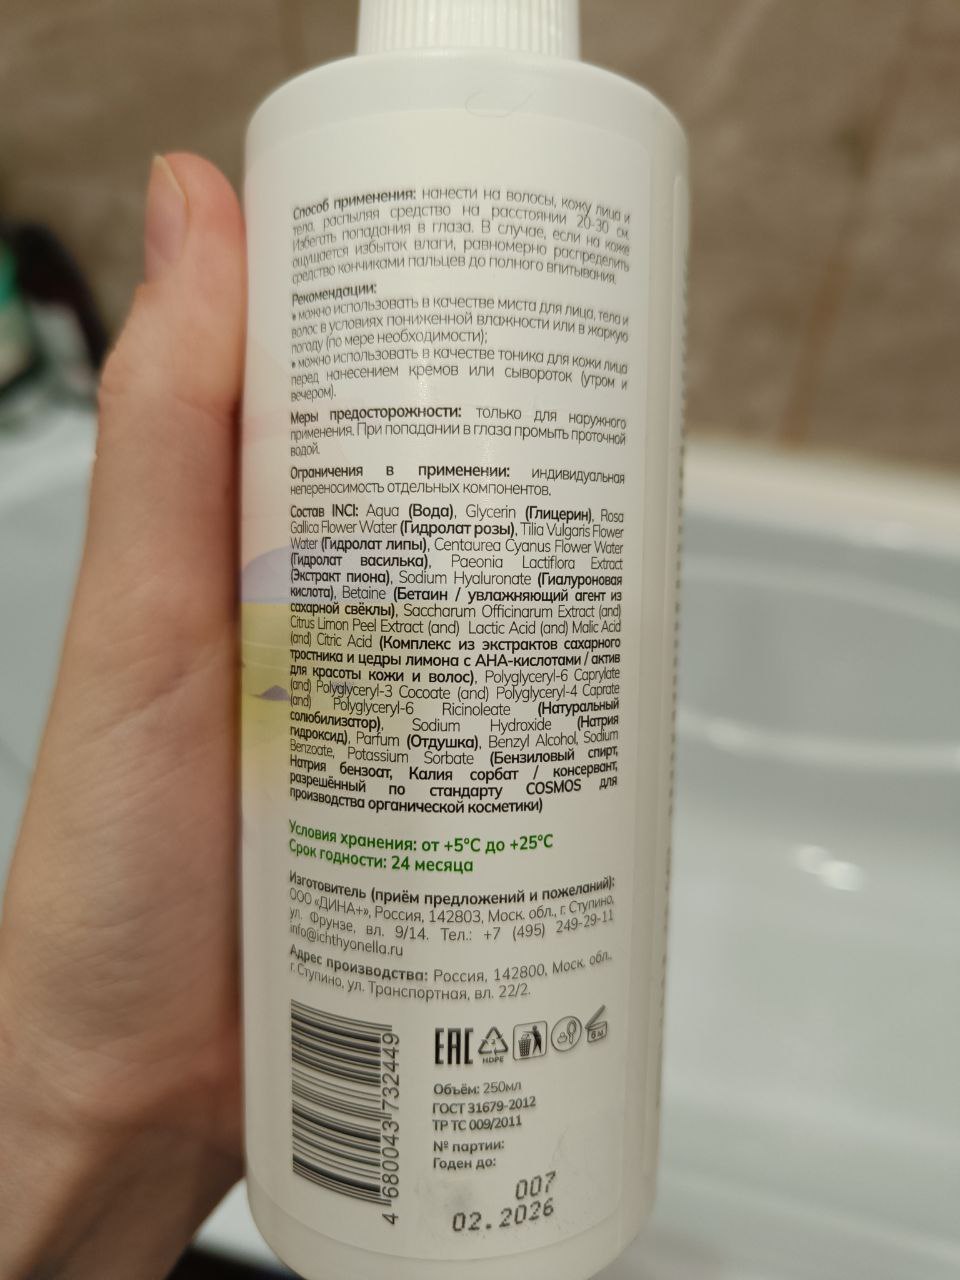 Способ применения: нанести на волосы, кожу лица и
тела, распыляя средство на расстоянии 20-30 см.
Избегать попадания в глаза. В случае, если на коже
ощущается избыток влаги, равномерно распределить
средство кончиками пальцев до полного впитывания.
Рекомендации:
• можно использовать в качестве миста для лица, тела и
волос в условиях пониженной влажности или в жаркую
погоду (по мере необходимости);
• можно использовать в качестве тоника для кожи лица
перед нанесением кремов или сывороток (утром и
вечером).
Меры предосторожности: только для наружного
применения. При попадании в глаза промыть проточной
водой.
Ограничения в применении: индивидуальная
непереносимость отдельных компонентов.
Состав INCI: Aqua (Вода), Glycerin (Глицерин), Rosa
Gallica Flower Water (Гидролат розы), Tilia Vulgaris Flower
Water (Гидролат липы), Centaurea Cyanus Flower Water
(Гидролат василька), Paeonia Lactiflora Extract
(Экстракт пиона), Sodium Hyaluronate (Гиалуроновая
кислота), Betaine (Бетаин / увлажняющий агент из
сахарной свёклы), Saccharum Officinarum Extract (and)
Citrus Limon Peel Extract (and) Lactic Acid (and) Malic Acid
(and) Citric Acid (Комплекс из экстрактов сахарного
тростника и цедры лимона с АНА-кислотами / актив
для красоты кожи и волос), Polyglyceryl-6 Caprylate
(and) Polyglyceryl-3 Cocoate (and) Polyglyceryl-4 Caprate
(and) Polyglyceryl-6 Ricinoleate (Натуральный
солюбилизатор), Sodium Hydroxide (Натрия
гидроксид), Parfum (Отдушка), Benzyl Alcohol, Sodium
Benzoate, Potassium Sorbate (Бензиловый спирт,
Натрия бензоат, Калия сорбат / консервант,
разрешённый по стандарту COSMOS для
производства органической косметики)
Условия хранения: от +5°С до +25°С
Срок годности: 24 месяца
Изготовитель (приём предложений и пожеланий):
ООО «ДИНА+», Россия, 142803, Моск. обл., г. Ступино,
ул. Фрунзе, вл. 9/14. Тел.: +7 (495) 249-29-11
info@ichthyonella.ru
Адрес производства: Россия, 142800, Моск. обл.,
г. Ступино, ул. Транспортная, вл. 22/2.
4 680043 732449
EAC
2
HDPE
6 M
Объём: 250мл
ГОСТ 31679-2012
ТР ТС 009/2011
№ партии:
Годен до:
007
02.2026